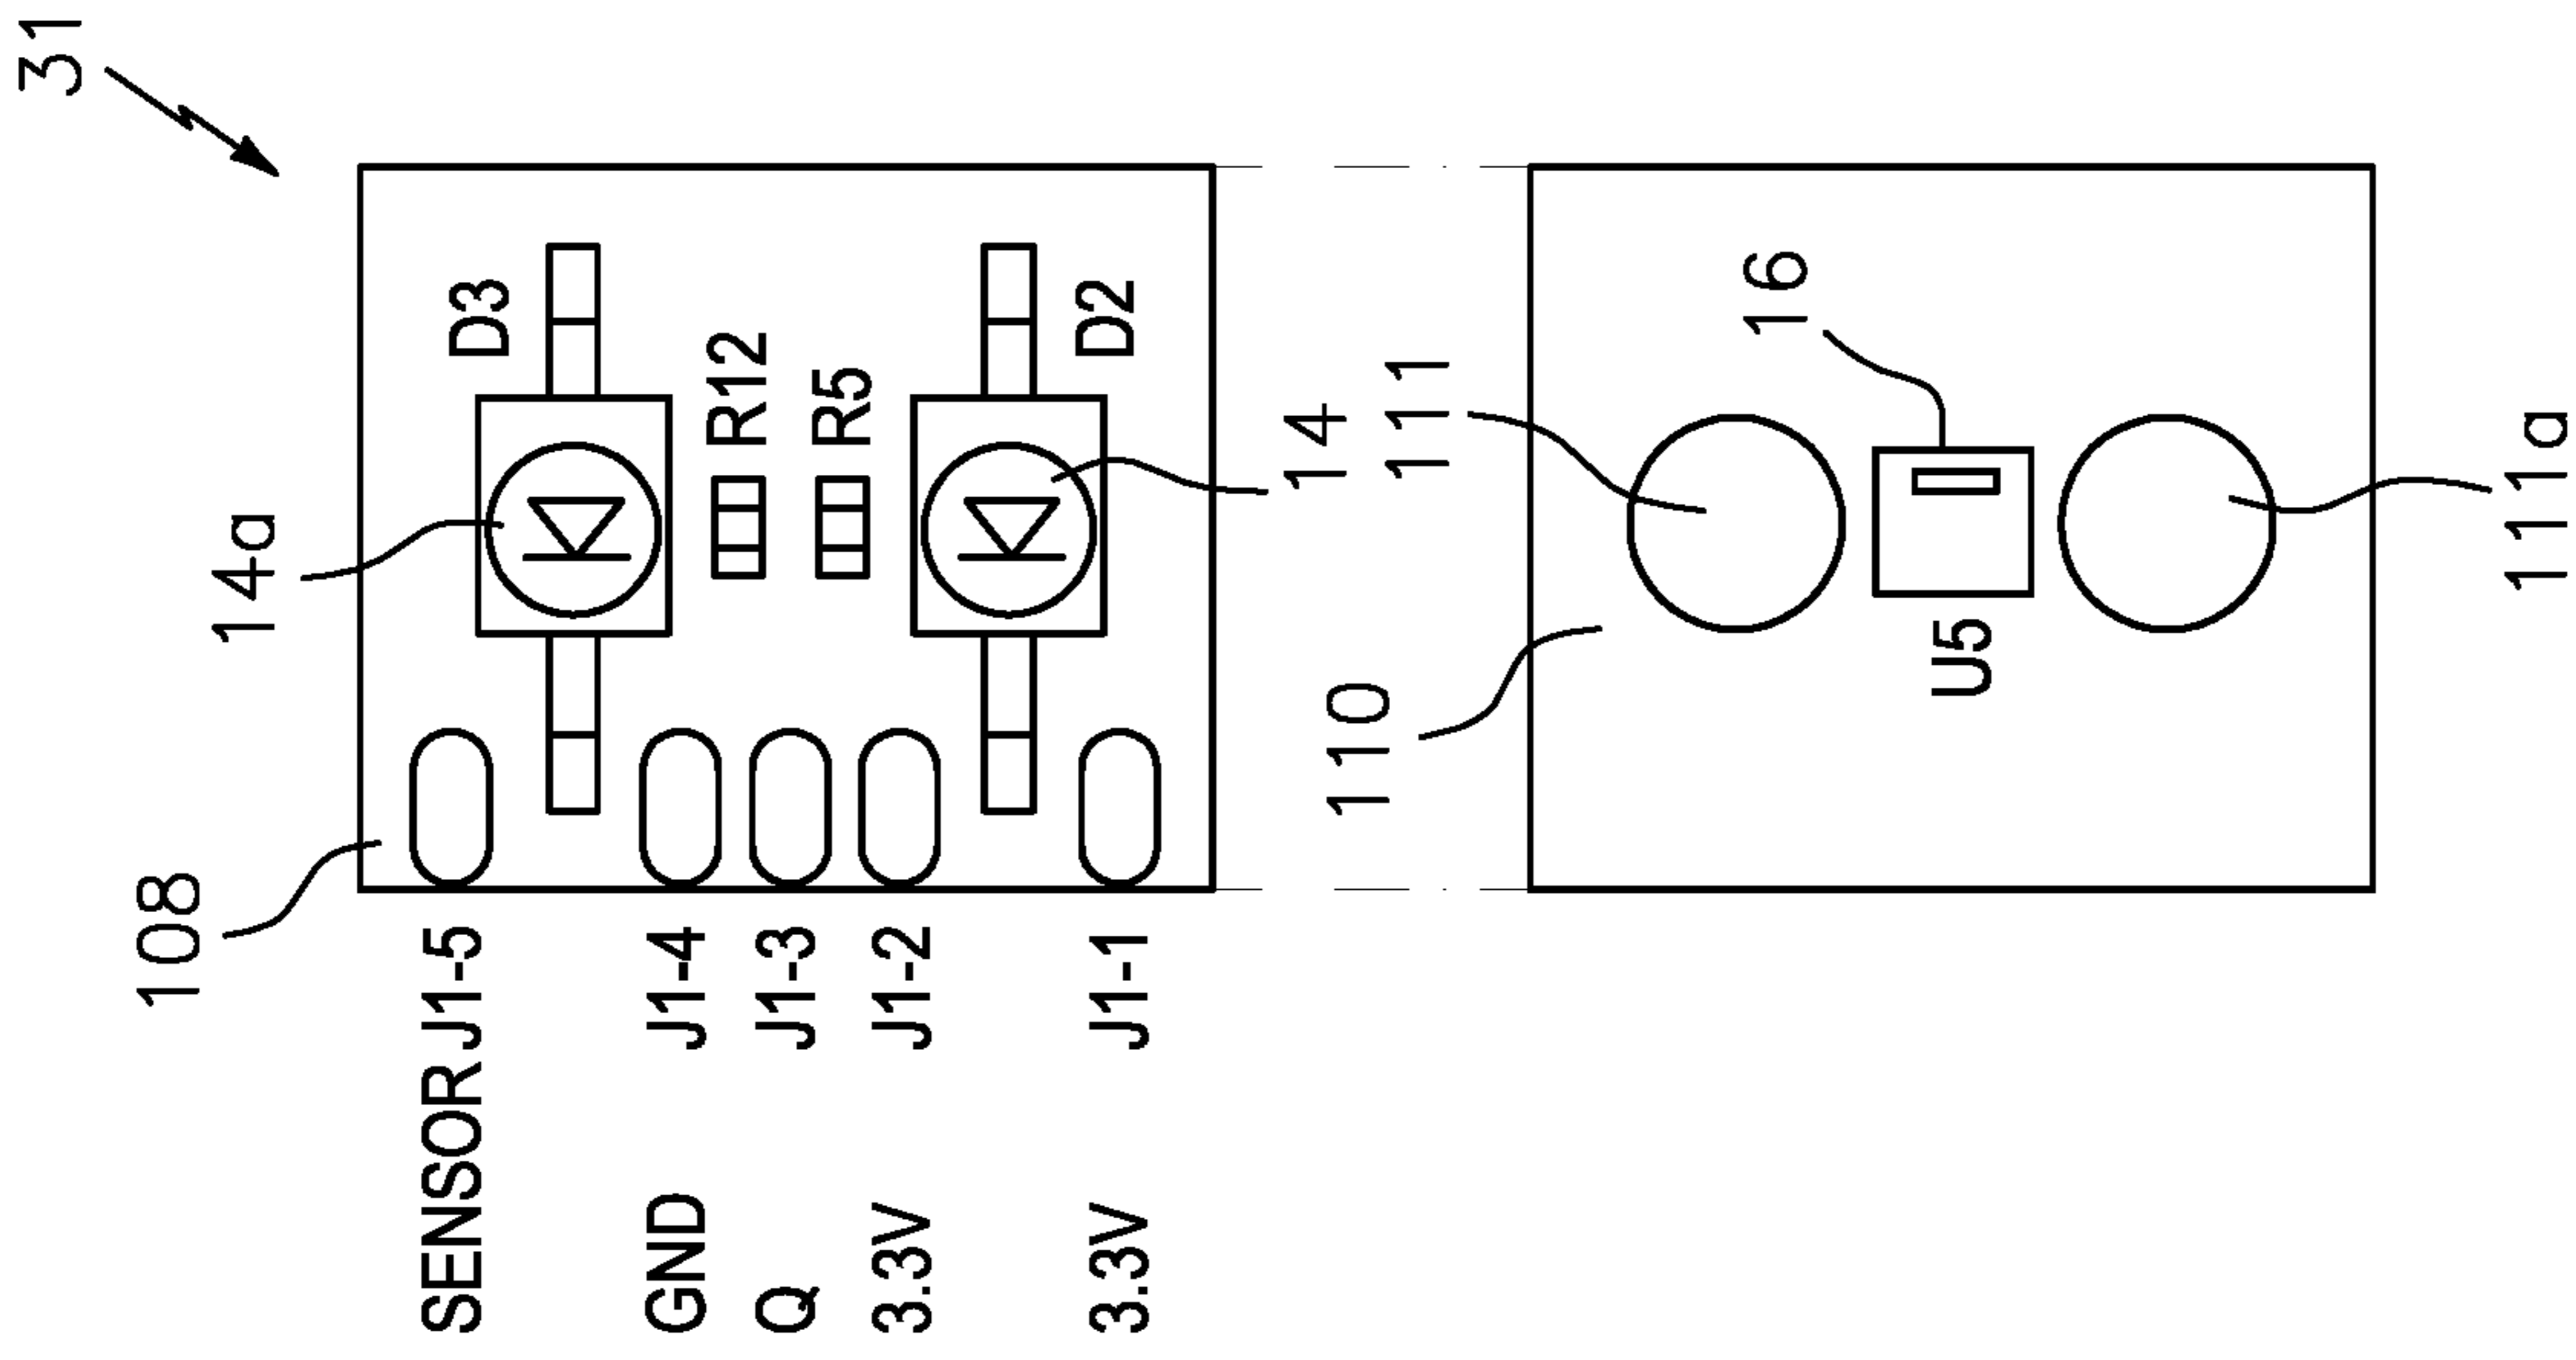 31
108
SENSOR J1-5
14a
D3
GND J1-4
R12
Q J1-3
R5
3.3V J1-2
3.3V J1-1
D2
14
110
111
U5
16
111a